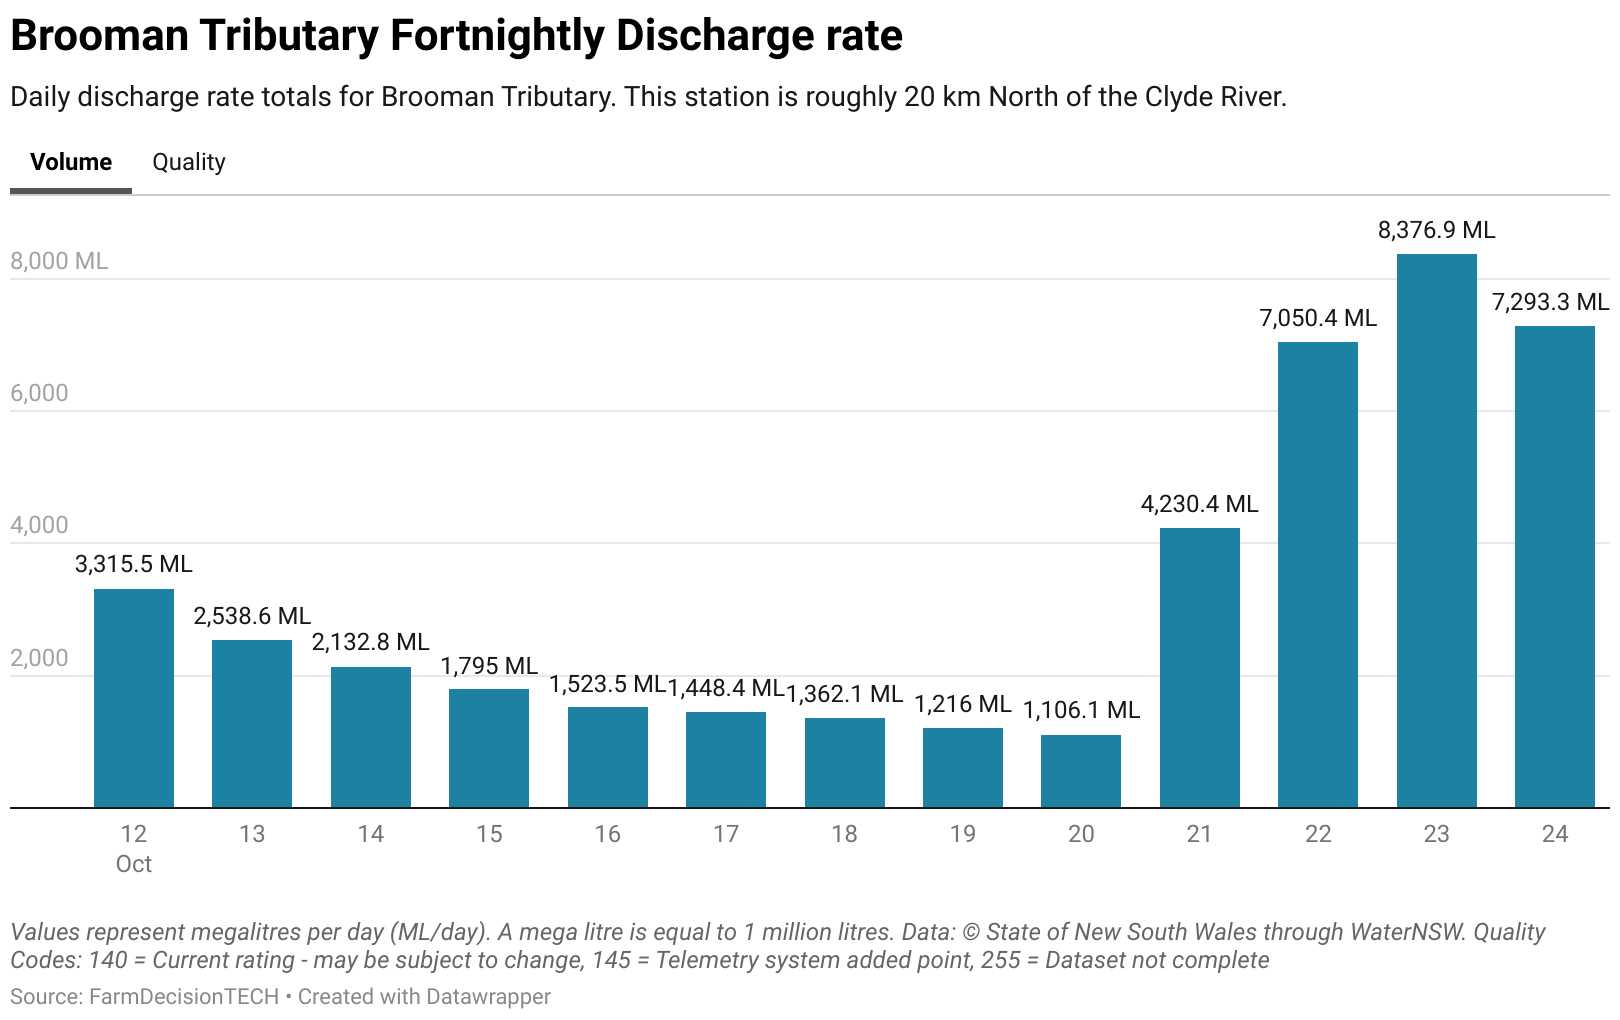 Brooman Tributary Fortnightly Discharge rate
Daily discharge rate totals for Brooman Tributary. This station is roughly 20 km North of the Clyde River.
Volume Quality
8,376.9 ML
8,000 ML
7,293.3 ML
7,050.4 ML
6,000
4,230.4 ML
4,000
3,315.5 ML
2,538.6 ML
2,132.8 ML
2,000
1,795 ML
1,523.5 ML
1,448.4 ML
1,362.1 ML
1,216 ML
1,106.1 ML
12 13 14 15 16 17 18 19 20 21 22 23 24
Oct
Values represent megalitres per day (ML/day). A mega litre is equal to 1 million litres. Data: © State of New South Wales through WaterNSW. Quality
Codes: 140 = Current rating - may be subject to change, 145 = Telemetry system added point, 255 = Dataset not complete
Source: FarmDecisionTECH • Created with Datawrapper